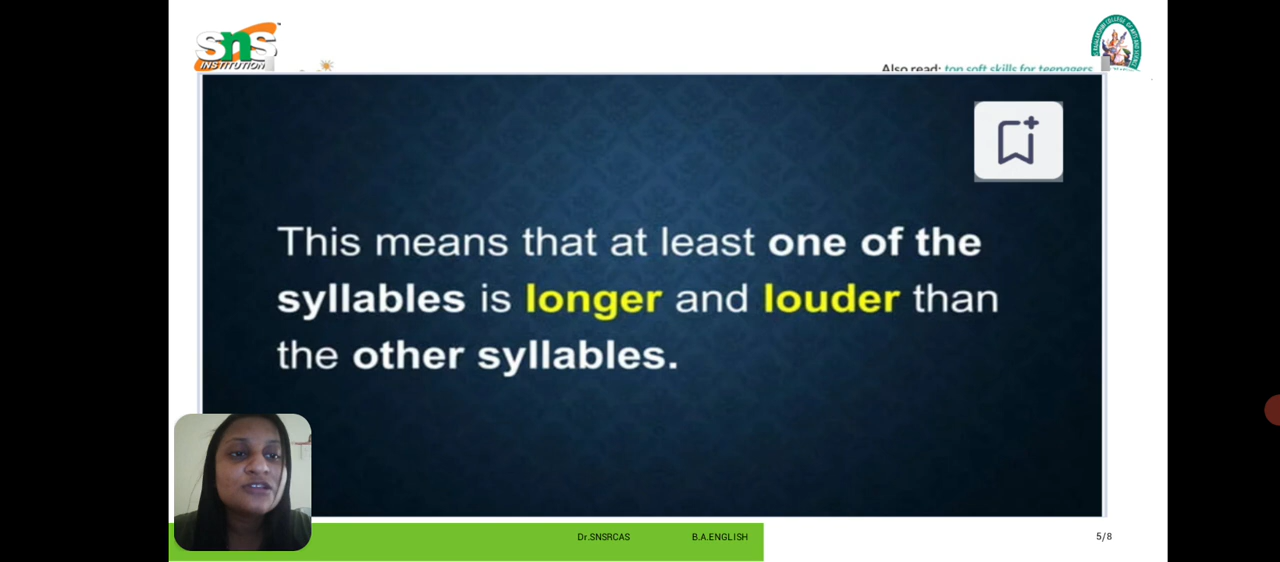 sns
INSTITUTION
Also read: top soft skills for teenagers
This means that at least one of the
syllables is longer and louder than
the other syllables.
Dr.SNSRCAS B.A.ENGLISH 5/8